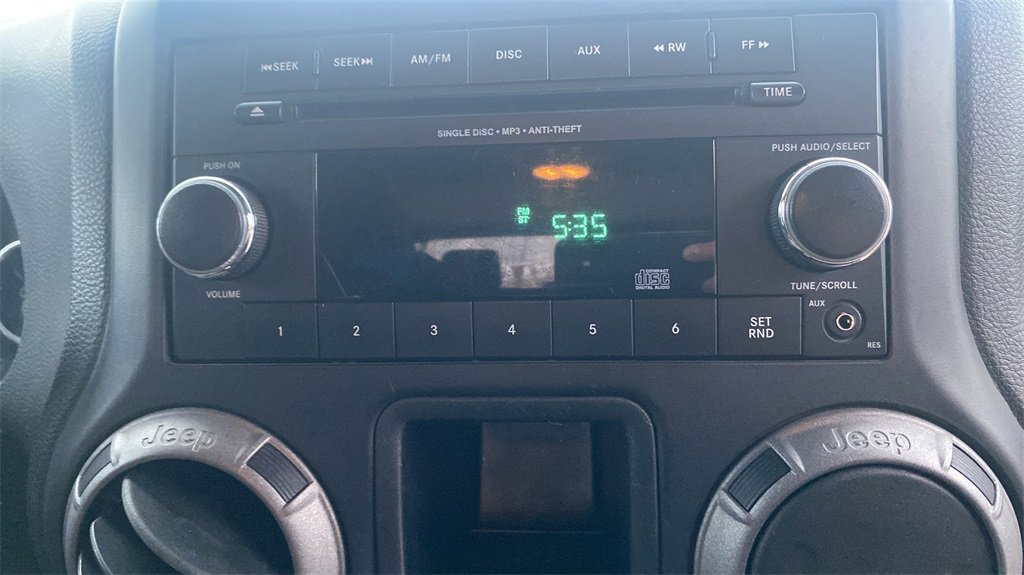 ⏮SEEK SEEK⏭ AM/FM DISC AUX ◀◀ RW FF ▶▶
TIME
SINGLE DISC • MP3 • ANTI-THEFT
PUSH ON
PUSH AUDIO/SELECT
FM
ST
5:35
COMPACT
disc
DIGITAL AUDIO
VOLUME
TUNE/SCROLL
AUX
1 2 3 4 5 6 SET
RND
RES
Jeep
Jeep